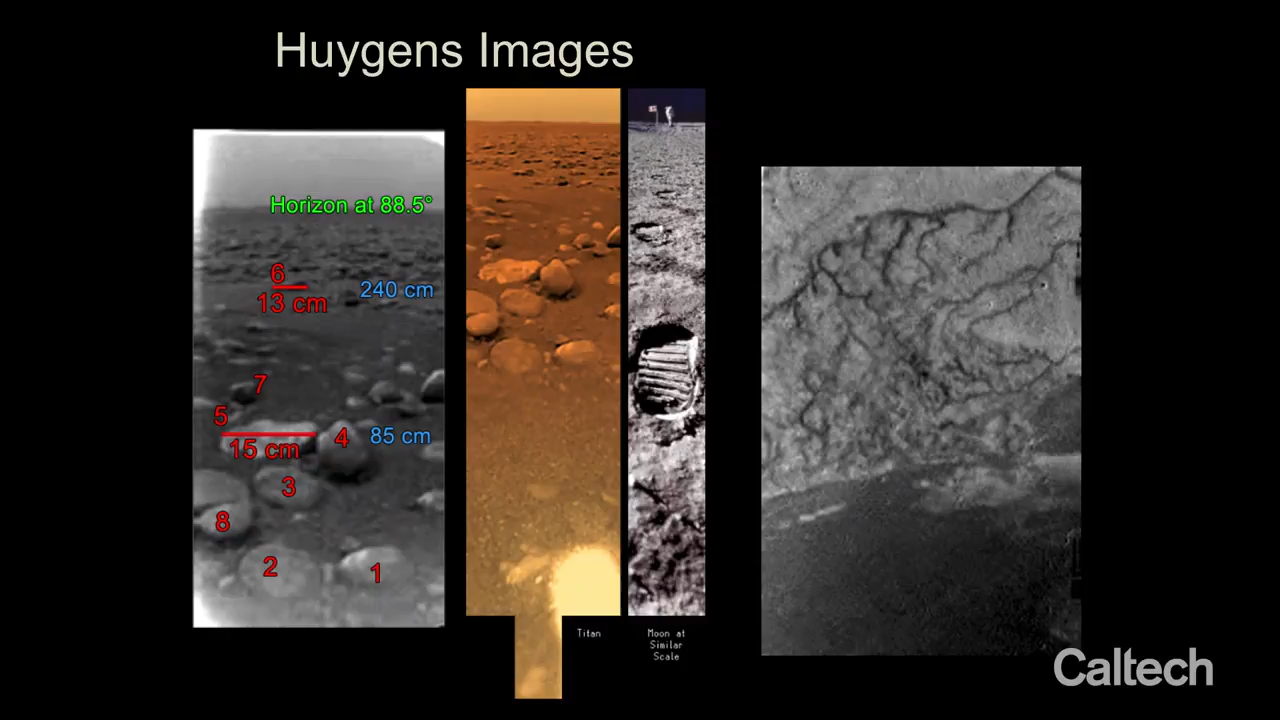 Huygens Images
Horizon at 88.5°
6
13 cm
240 cm
7
5
15 cm
4
85 cm
3
8
2
1
Titan
Moon at
Similar
Scale
Caltech